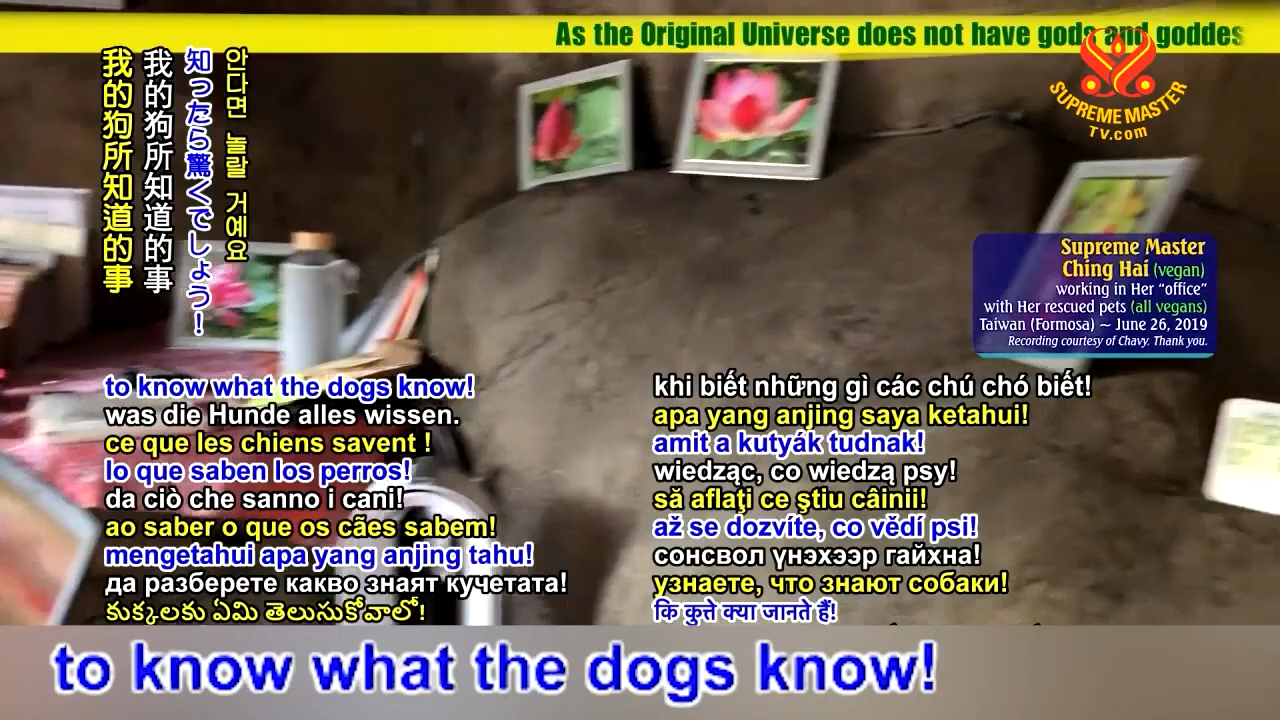 As the Original Universe does not have gods and goddes
SUPREME MASTER
TV.com
안다면 놀랄 거예요
知ったら驚くでしょう!
我的狗所知道的事
我的狗所知道的事
Supreme Master
Ching Hai (vegan)
working in Her “office”
with Her rescued pets (all vegans)
Taiwan (Formosa) ~ June 26, 2019
Recording courtesy of Chavy. Thank you.
to know what the dogs know!
was die Hunde alles wissen.
ce que les chiens savent !
lo que saben los perros!
da ciò che sanno i cani!
ao saber o que os cães sabem!
mengetahui apa yang anjing tahu!
да разберете какво знаят кучетата!
కుక్కలకు ఏమి తెలుసుకోవాలో!
khi biết những gì các chú chó biết!
apa yang anjing saya ketahui!
amit a kutyák tudnak!
wiedząc, co wiedzą psy!
să aflaţi ce ştiu câinii!
až se dozvíte, co vědí psi!
сонсвол үнэхээр гайхна!
узнаете, что знают собаки!
कि कुत्ते क्या जानते हैं!
to know what the dogs know!